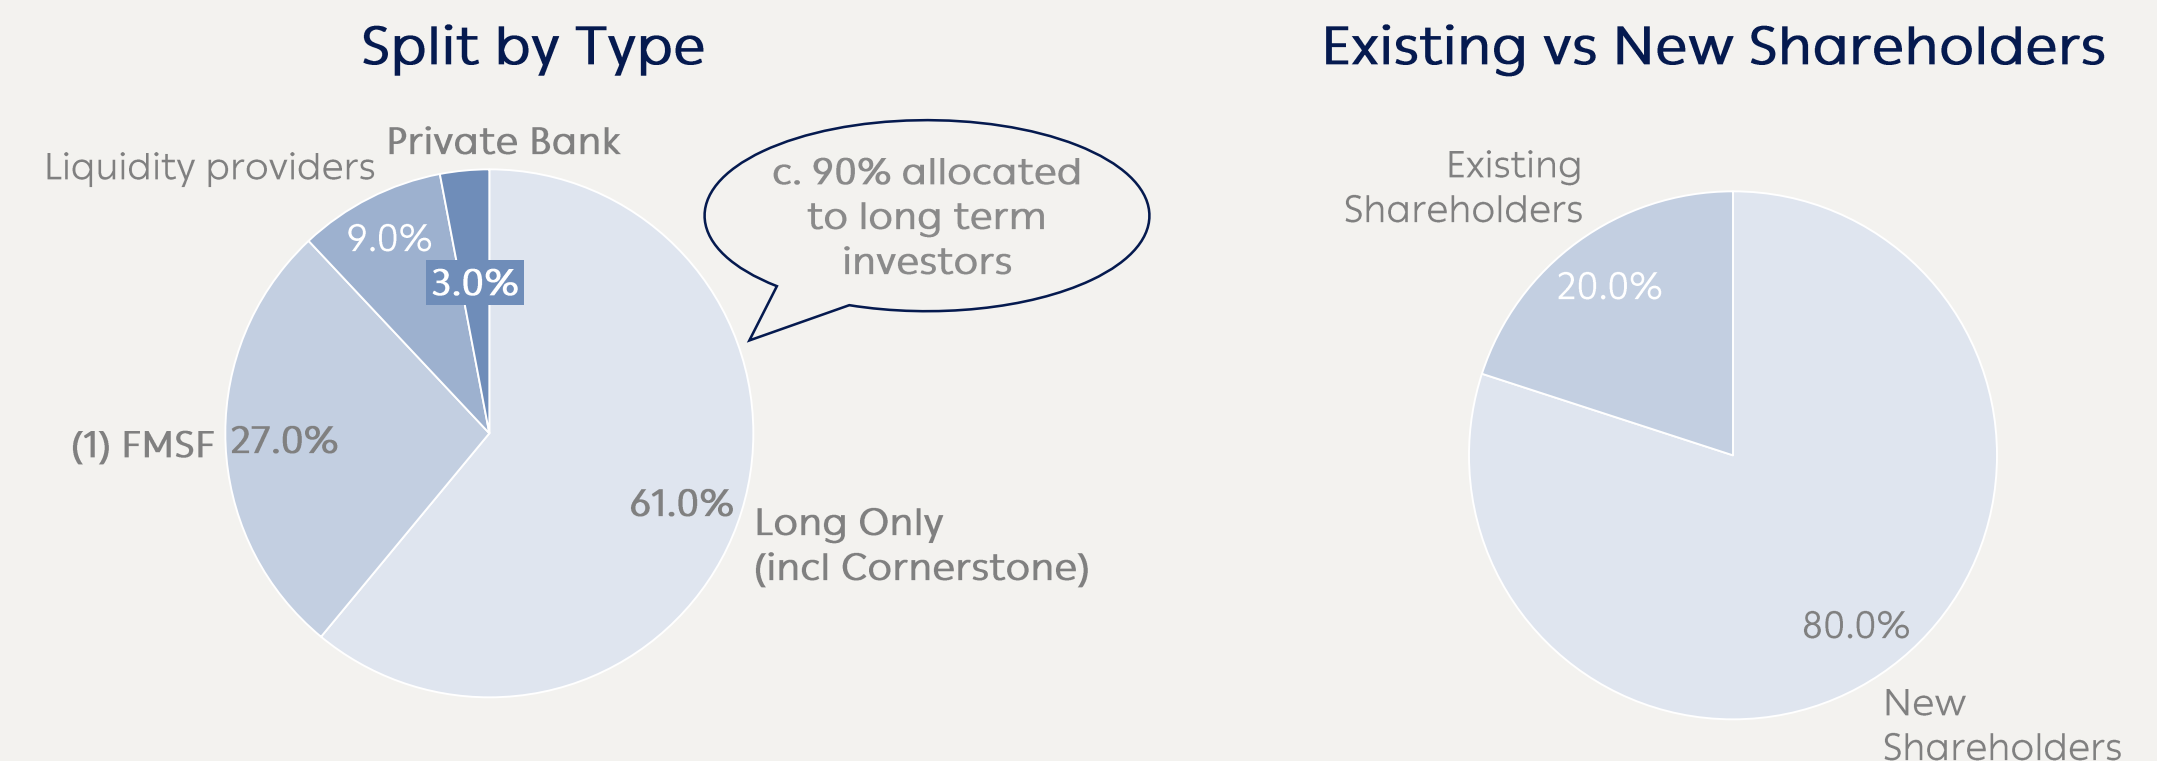 Split by Type
Private Bank
Liquidity providers
9.0%
3.0%
c. 90% allocated
to long term
investors
(1) FMSF
27.0%
61.0%
Long Only
(incl Cornerstone)
Existing vs New Shareholders
Existing
Shareholders
20.0%
80.0%
New
Shareholders